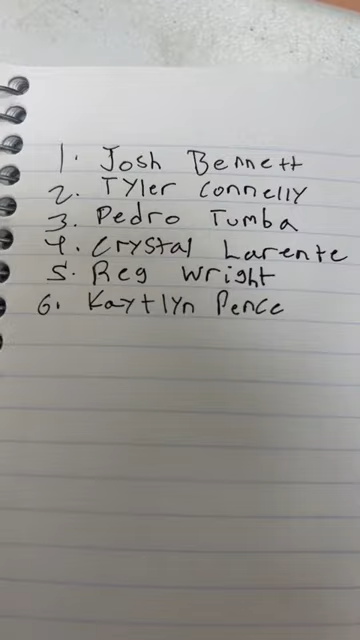 1. Josh Bennett
2. Tyler Connelly
3. Pedro Tumba
4. Crystal Larente
5. Reg Wright
6. Kaytlyn Pence